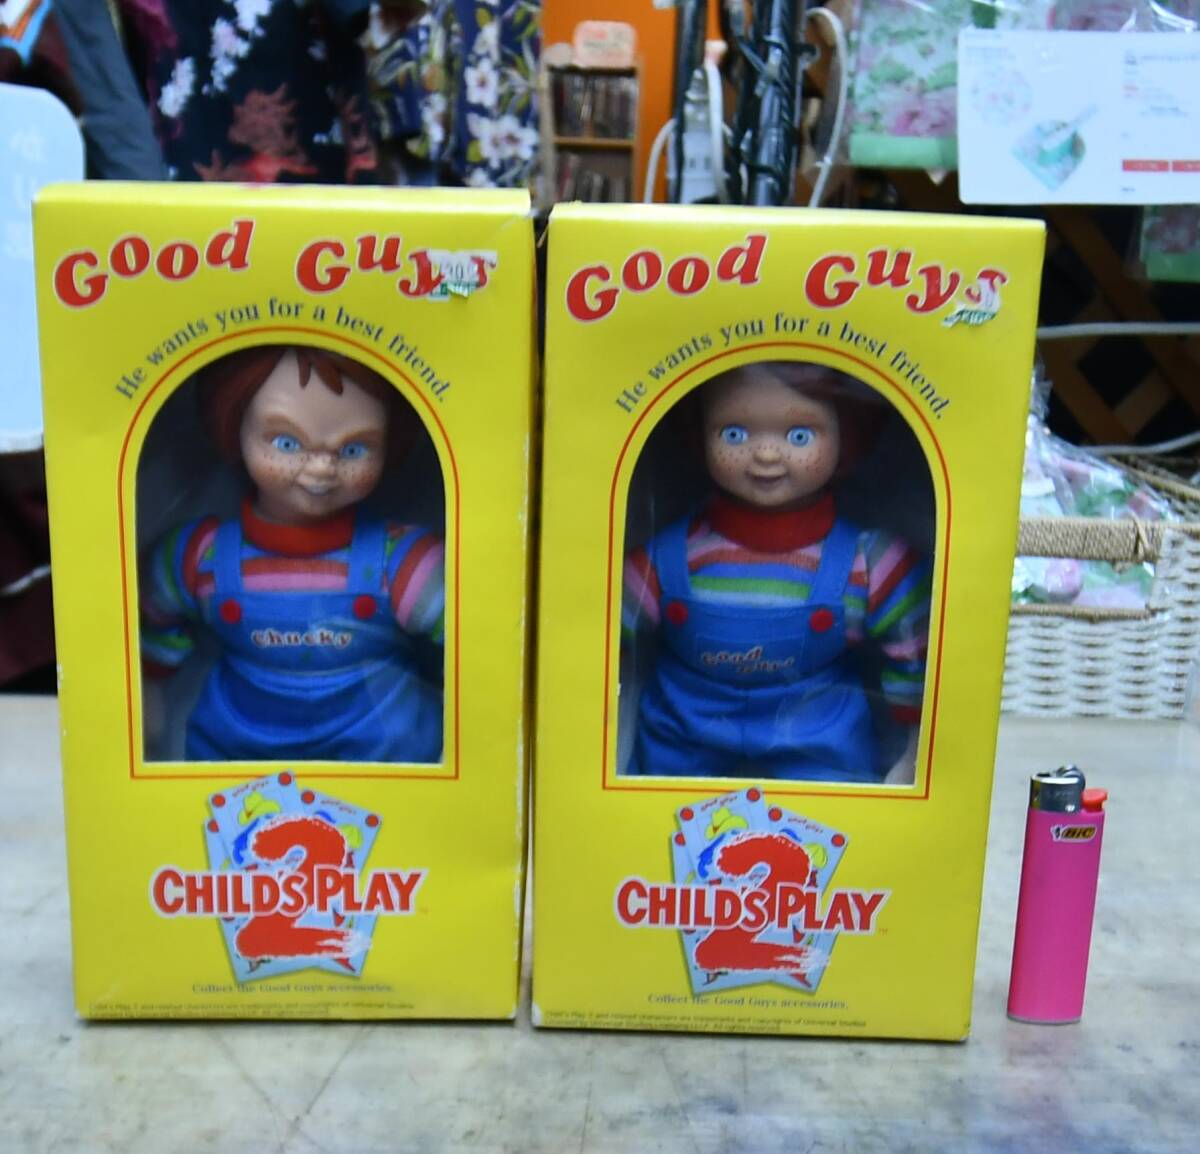 Good Guys
He wants you for a best friend.
Chucky
2
CHILD'S PLAY
Collect the Good Guys accessories.
Good Guys
He wants you for a best friend.
Good
Guys
2
CHILD'S PLAY
Collect the Good Guys accessories.
BIC